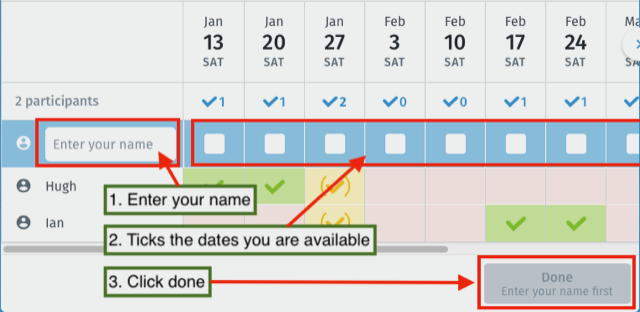 Jan Jan Jan Feb Feb Feb Feb
13 20 27 3 10 17 24
SAT SAT SAT SAT SAT SAT SAT
2 participants 1 1 2 0 0 1 1
Enter your name
Hugh
1. Enter your name
Ian
2. Ticks the dates you are available
3. Click done
Done
Enter your name first